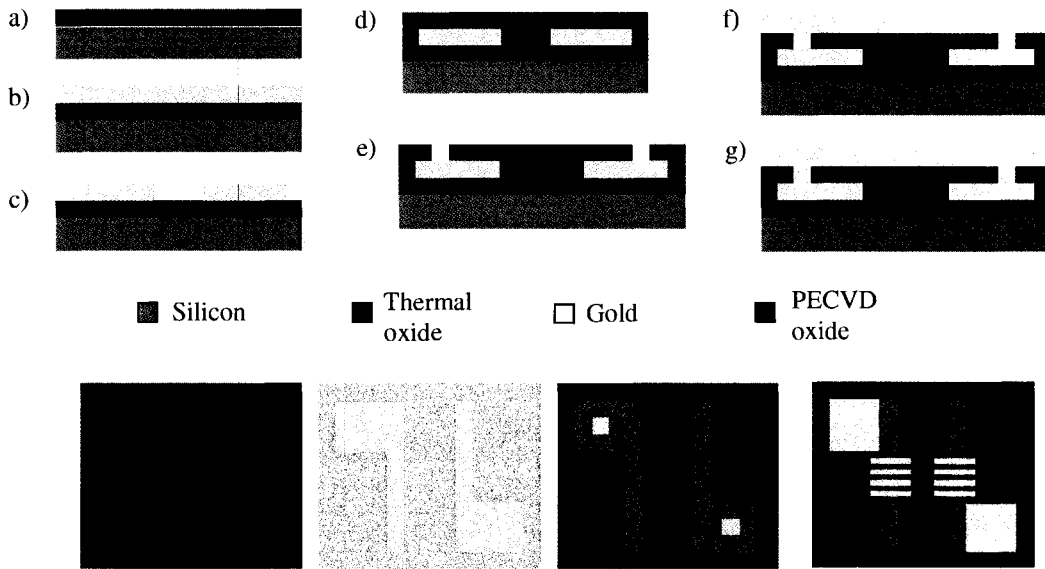 a)
b)
c)
d)
e)
f)
g)
Silicon
Thermal
oxide
Gold
PECVD
oxide